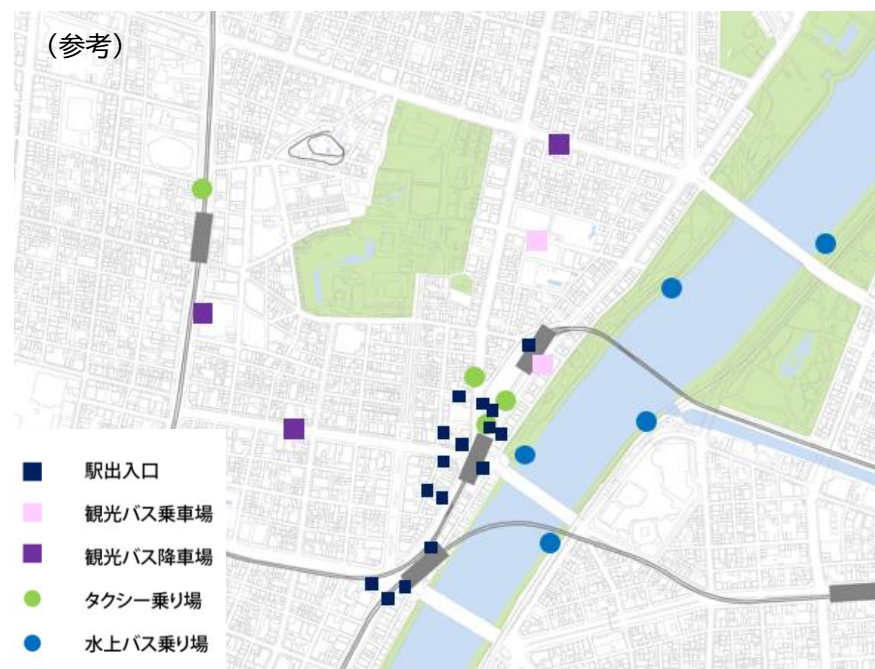 （参考）
駅出入口
観光バス乗車場
観光バス降車場
タクシー乗り場
水上バス乗り場